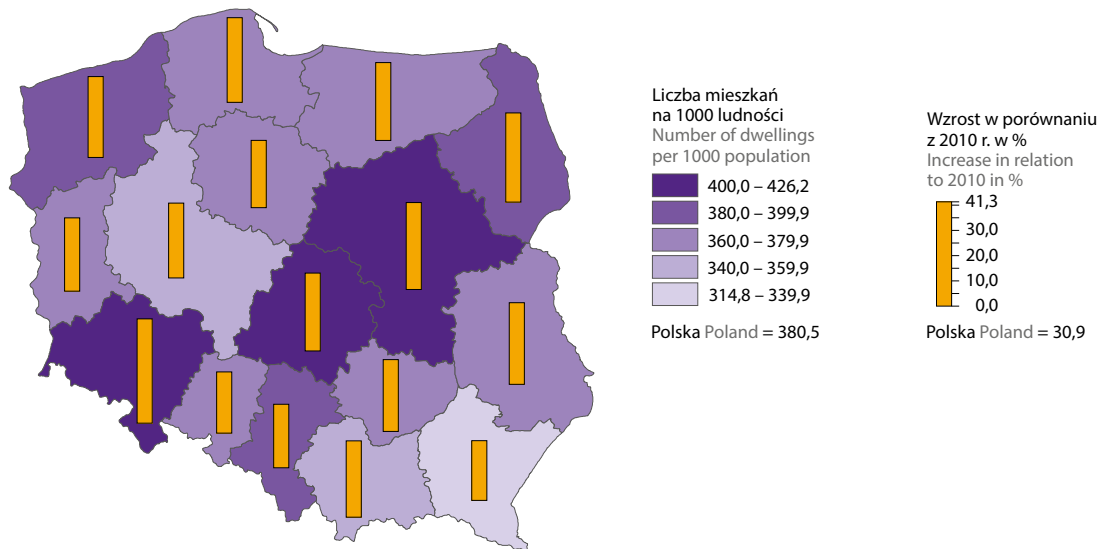 Liczba mieszkań
na 1000 ludności
Number of dwellings
per 1000 population
400,0 – 426,2
380,0 – 399,9
360,0 – 379,9
340,0 – 359,9
314,8 – 339,9
Polska Poland = 380,5
Wzrost w porównaniu
z 2010 r. w %
Increase in relation
to 2010 in %
41,3
30,0
20,0
10,0
0,0
Polska Poland = 30,9